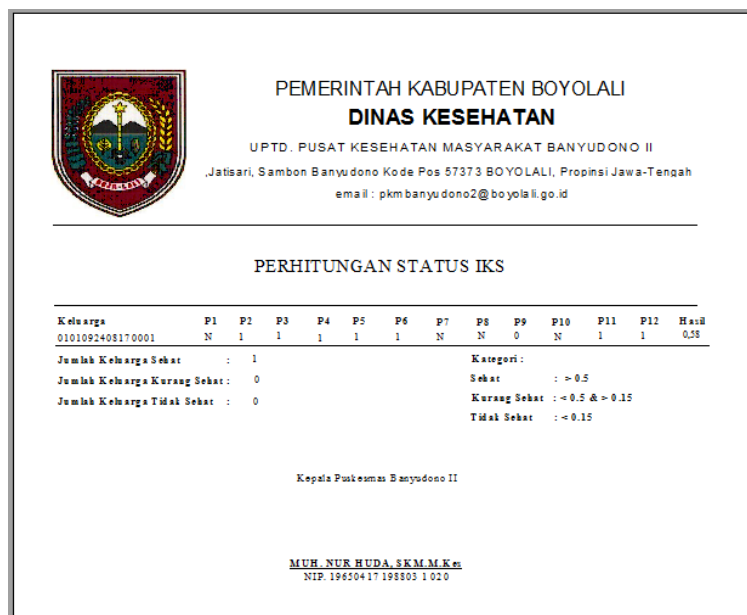 PEMERINTAH KABUPATEN BOYOLALI
DINAS KESEHATAN
UPTD. PUSAT KESEHATAN MASYARAKAT BANYUDONO II
,Jatisari, Sambon Banyudono Kode Pos 57373 BOYOLALI, Propinsi Jawa-Tengah
email : pkmbanyudono2@boyolali.go.id
BOJA-LALI
PERHITUNGAN STATUS IKS
Keluarga P1 P2 P3 P4 P5 P6 P7 P8 P9 P10 P11 P12 Hasil
0101092408170001 N 1 1 1 1 1 N N 0 N 1 1 0,58
Jumlah Keluarga Sehat : 1 Kategori :
Jumlah Keluarga Kurang Sehat : 0 Sehat : > 0.5
Jumlah Keluarga Tidak Sehat : 0 Kurang Sehat : < 0.5 & > 0.15
Tidak Sehat : < 0.15
Kepala Puskesmas Banyudono II
MUH. NUR HUDA, SKM.M.Kes
NIP. 19650417 198803 1 020